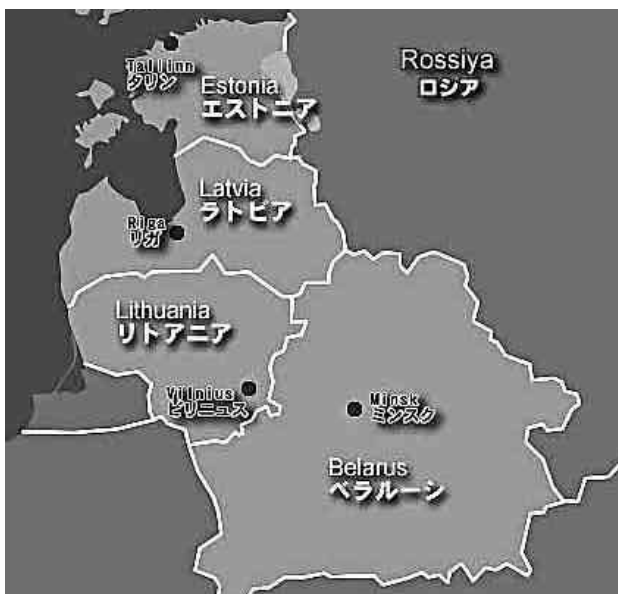 Tallinn
タリン
Estonia
エストニア
Rossiya
ロシア
Latvia
ラトビア
Riga
リガ
Lithuania
リトアニア
Vilnius
ビリニュス
Minsk
ミンスク
Belarus
ベラルーシ